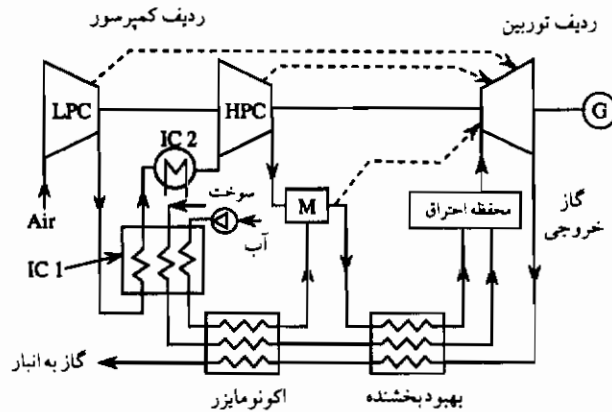 ردیف کمپرسور
ردیف توربین
LPC
HPC
G
IC 2
سوخت
M
محفظه احتراق
گاز
خروجی
Air
آب
IC 1
گاز به انبار
اکونومایزر
بهبود بخشنده